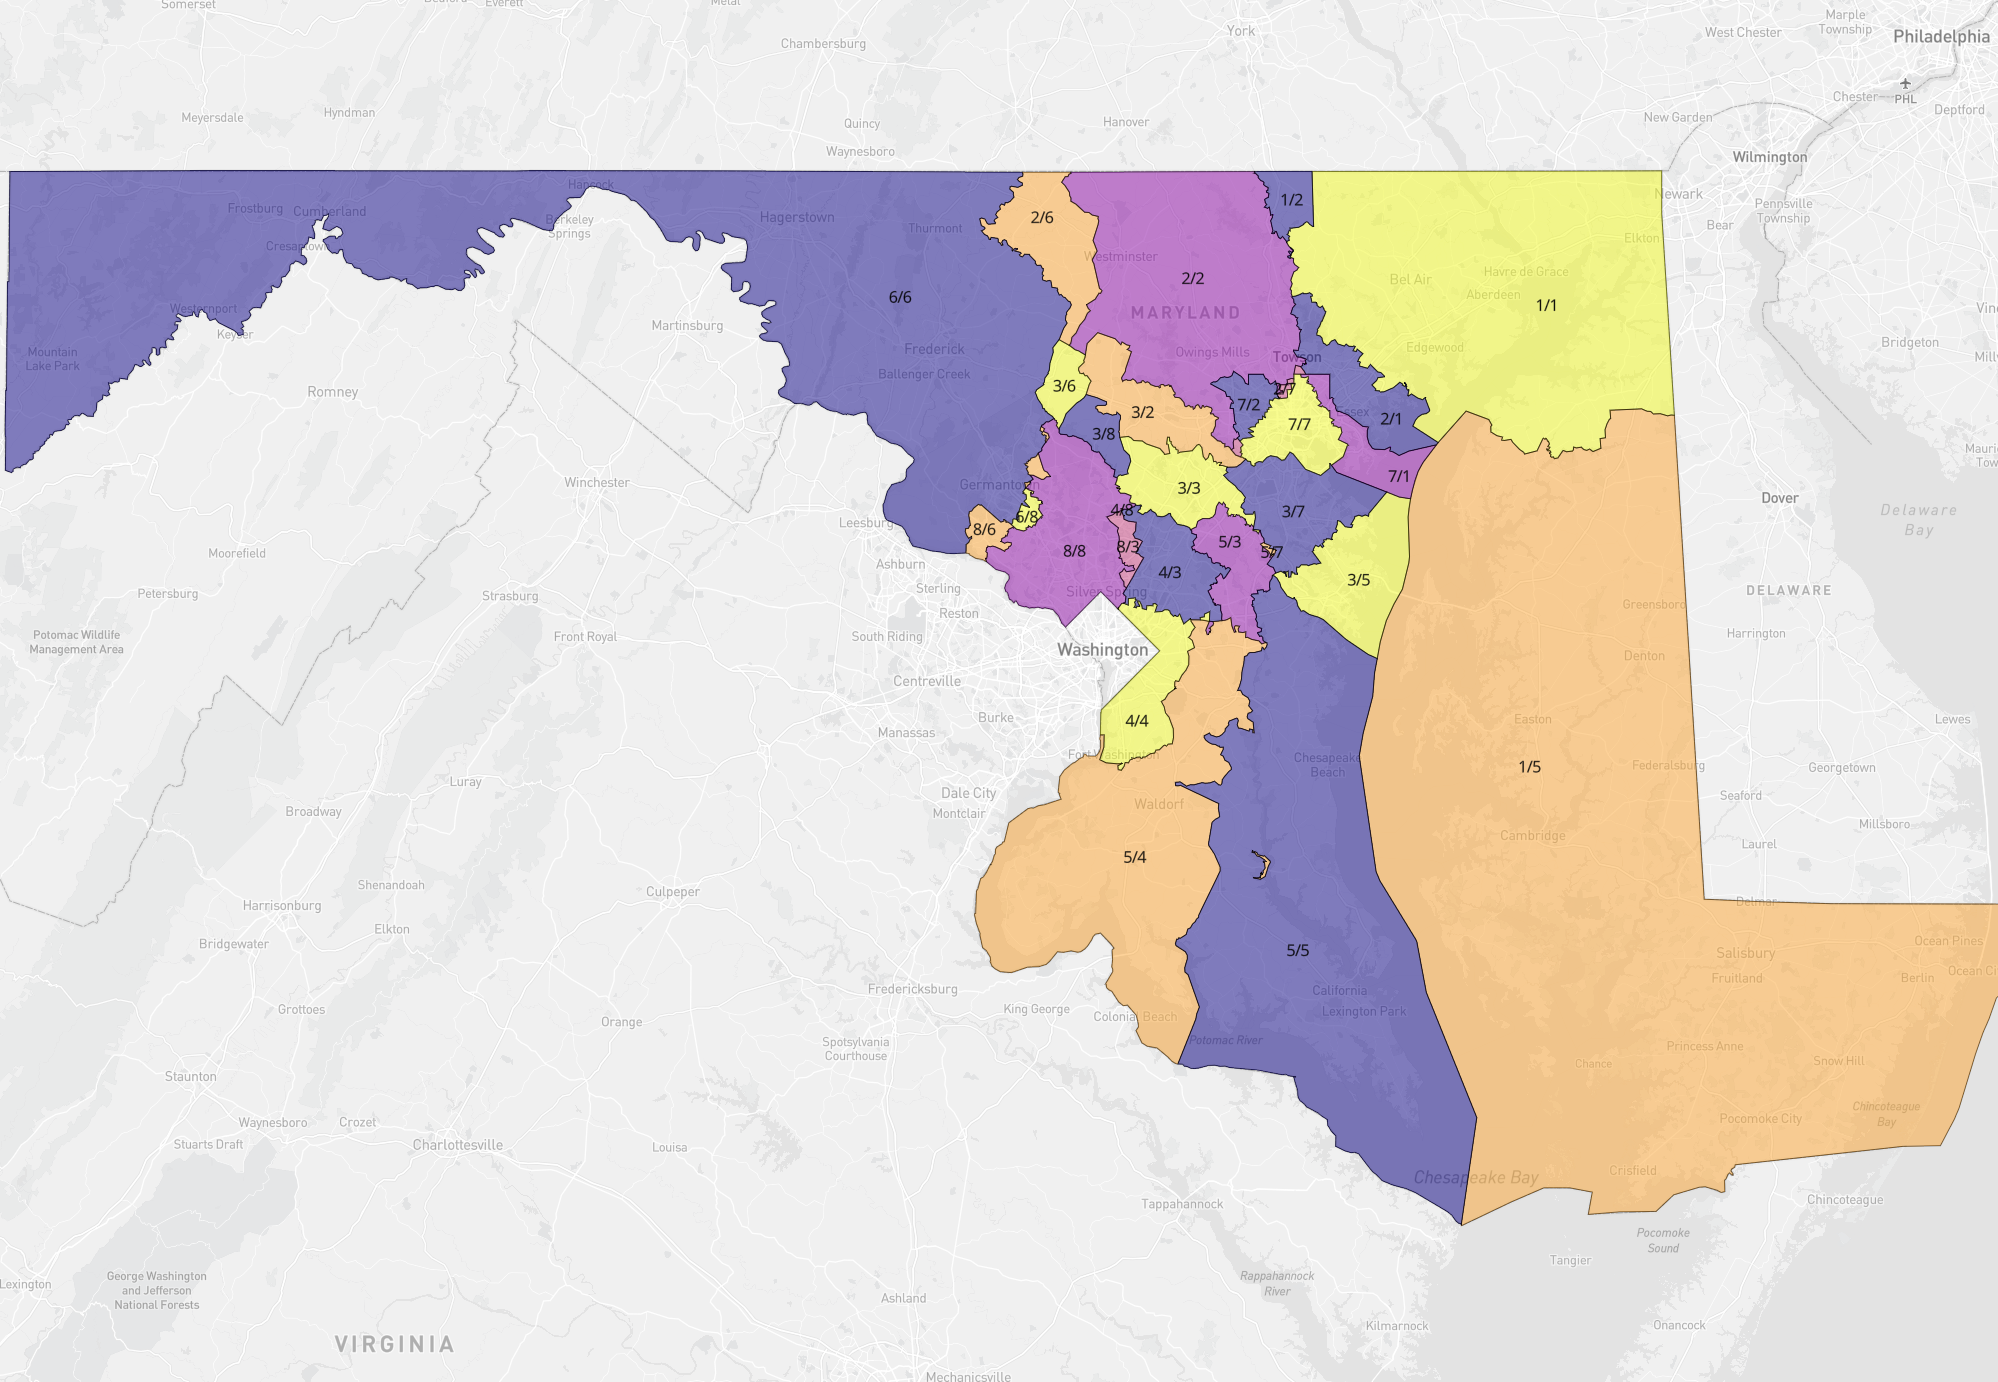 Somerset
Everett
York
West Chester
Marple
Township
Philadelphia
Chambersburg
PHL
Chester
Deptford
Meyersdale
Hyndman
Quincy
Hanover
New Garden
Waynesboro
Wilmington
Hancock
Newark
Pennsville
Township
Frostburg
Cumberland
Berkeley
Springs
Hagerstown
Thurmont
2/6
1/2
Bear
Cresaptown
Westminster
Elkton
2/2
Bel Air
Havre de Grace
Aberdeen
6/6
1/1
Westernport
Keyser
Martinsburg
MARYLAND
Mountain
Lake Park
Frederick
Owings Mills
Towson
Edgewood
Bridgeton
Ballenger Creek
Romney
3/6
3/2
7/2
2/7
7/7
Essex
2/1
3/8
Winchester
Germantown
3/3
7/1
Dover
Delaware
Bay
Leesburg
6/8
4/8
3/7
8/6
Moorefield
8/8
8/3
5/3
5/7
Ashburn
4/3
3/5
Petersburg
Sterling
Silver Spring
DELAWARE
Strasburg
Reston
Greensboro
Potomac Wildlife
Management Area
Front Royal
South Riding
Washington
Harrington
Denton
Centreville
Burke
Manassas
4/4
Easton
Lewes
Fort Washington
Chesapeake
Beach
1/5
Federalsburg
Georgetown
Luray
Dale City
Montclair
Waldorf
Seaford
Broadway
Cambridge
Millsboro
Laurel
5/4
Shenandoah
Culpeper
Harrisonburg
Delmar
Elkton
Bridgewater
5/5
Salisbury
Ocean Pines
Fruitland
Berlin
Ocean Ci
Fredericksburg
California
Grottoes
King George
Colonial Beach
Lexington Park
Orange
Spotsylvania
Courthouse
Potomac River
Princess Anne
Chance
Snow Hill
Staunton
Waynesboro
Crozet
Stuarts Draft
Charlottesville
Louisa
Pocomoke City
Chincoteague
Bay
Chesapeake Bay
Crisfield
Tappahannock
Chincoteague
Pocomoke
Sound
Tangier
Lexington
George Washington
and Jefferson
National Forests
Rappahannock
River
Ashland
VIRGINIA
Kilmarnock
Onancock
Mechanicsville